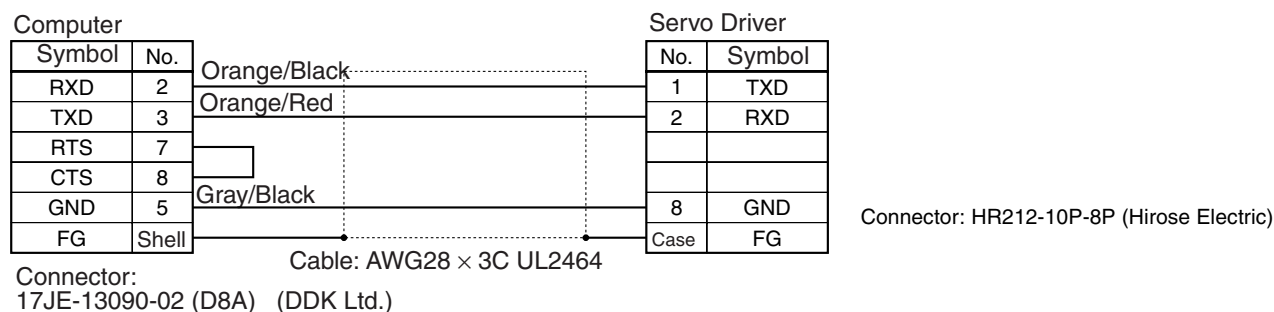 Computer
Servo Driver
Symbol No.
No. Symbol
Orange/Black
RXD 2
1 TXD
Orange/Red
TXD 3
2 RXD
RTS 7
CTS 8
Gray/Black
GND 5
8 GND
Connector: HR212-10P-8P (Hirose Electric)
FG Shell
Case FG
Cable: AWG28 × 3C UL2464
Connector:
17JE-13090-02 (D8A) (DDK Ltd.)